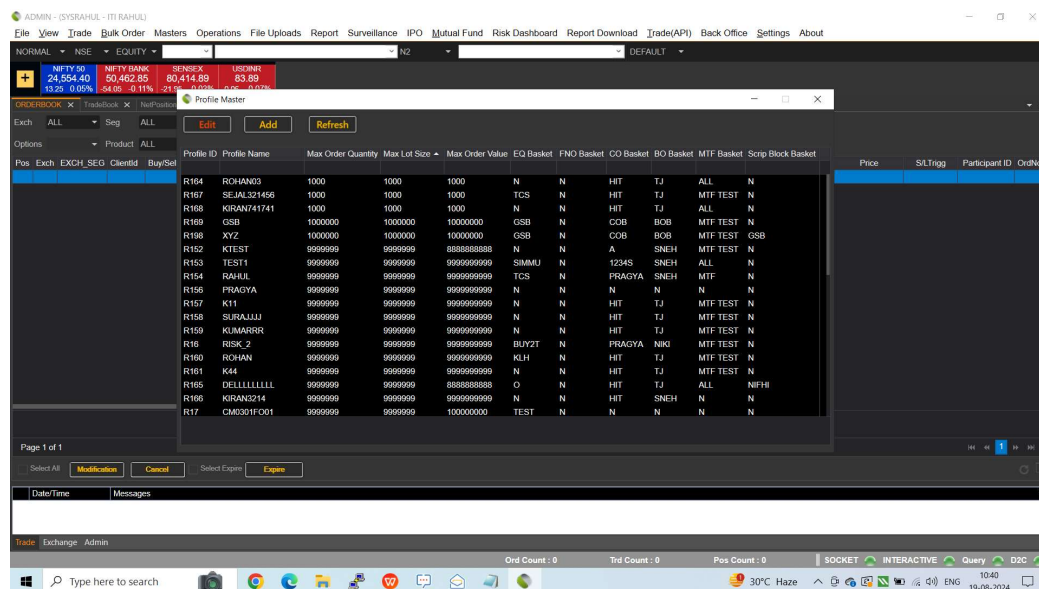 ADMIN - (SYSRAHUL - ITI RAHUL)
File View Trade Bulk Order Masters Operations File Uploads Report Surveillance IPO Mutual Fund Risk Dashboard Report Download Trade(API) Back Office Settings About
NORMAL NSE EQUITY N2 DEFAULT
NIFTY 50 NIFTY BANK SENSEX USDINR
24,554.40 50,462.85 80,414.89 83.89
13.25 0.05% -54.05 -0.11% -21.95 0.03% 0.06 0.07%
ORDERBOOK TradeBook NetPosition
Profile Master
Exch ALL Seg ALL
Edit Add Refresh
Options Product ALL
Profile ID Profile Name Max Order Quantity Max Lot Size Max Order Value EQ Basket FNO Basket CO Basket BO Basket MTF Basket Scrip Block Basket
Pos Exch EXCH_SEG ClientId Buy/Sel Price S/LTrigg Participant ID OrdNo
R164 ROHAN03 1000 1000 1000 N N HIT TJ ALL N
R167 SEJAL321456 1000 1000 1000 TCS N HIT TJ MTF TEST N
R168 KIRAN741741 1000 1000 1000 N N HIT TJ ALL N
R169 GSB 1000000 1000000 10000000 GSB N COB BOB MTF TEST N
R198 XYZ 1000000 1000000 10000000 GSB N COB BOB MTF TEST GSB
R152 KTEST 9999999 9999999 8888888888 N N A SNEH MTF TEST N
R153 TEST1 9999999 9999999 9999999999 SIMMU N 1234S SNEH ALL N
R154 RAHUL 9999999 9999999 9999999999 TCS N PRAGYA SNEH MTF N
R156 PRAGYA 9999999 9999999 9999999999 N N N N N N
R157 K11 9999999 9999999 9999999999 N N HIT TJ MTF TEST N
R158 SURAJJJJ 9999999 9999999 9999999999 N N HIT TJ MTF TEST N
R159 KUMARRR 9999999 9999999 9999999999 N N HIT TJ MTF TEST N
R16 RISK_2 9999999 9999999 9999999999 BUY2T N PRAGYA NIKI MTF TEST N
R160 ROHAN 9999999 9999999 9999999999 KLH N HIT TJ MTF TEST N
R161 K44 9999999 9999999 9999999999 N N HIT TJ MTF TEST N
R165 DELLLLLLLLL 9999999 9999999 8888888888 O N HIT TJ ALL NIFHI
R166 KIRAN3214 9999999 9999999 9999999999 N N HIT SNEH N N
R17 CM0301FO01 9999999 9999999 100000000 TEST N N N N N
Page 1 of 1 1
Select All Modification Cancel Select Expire Expire
Date/Time Messages
Trade Exchange Admin
Ord Count : 0 Trd Count : 0 Pos Count : 0 SOCKET INTERACTIVE Query D2C
Type here to search 30°C Haze ENG 10:40
19-08-2024